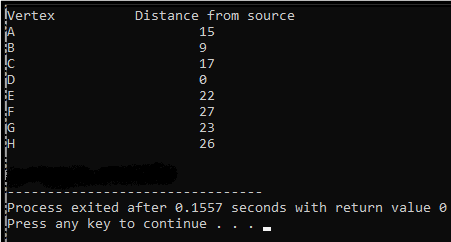 Vertex Distance from source
A 15
B 9
C 17
D 0
E 22
F 27
G 23
H 26
--------------------------------
Process exited after 0.1557 seconds with return value 0
Press any key to continue . . .